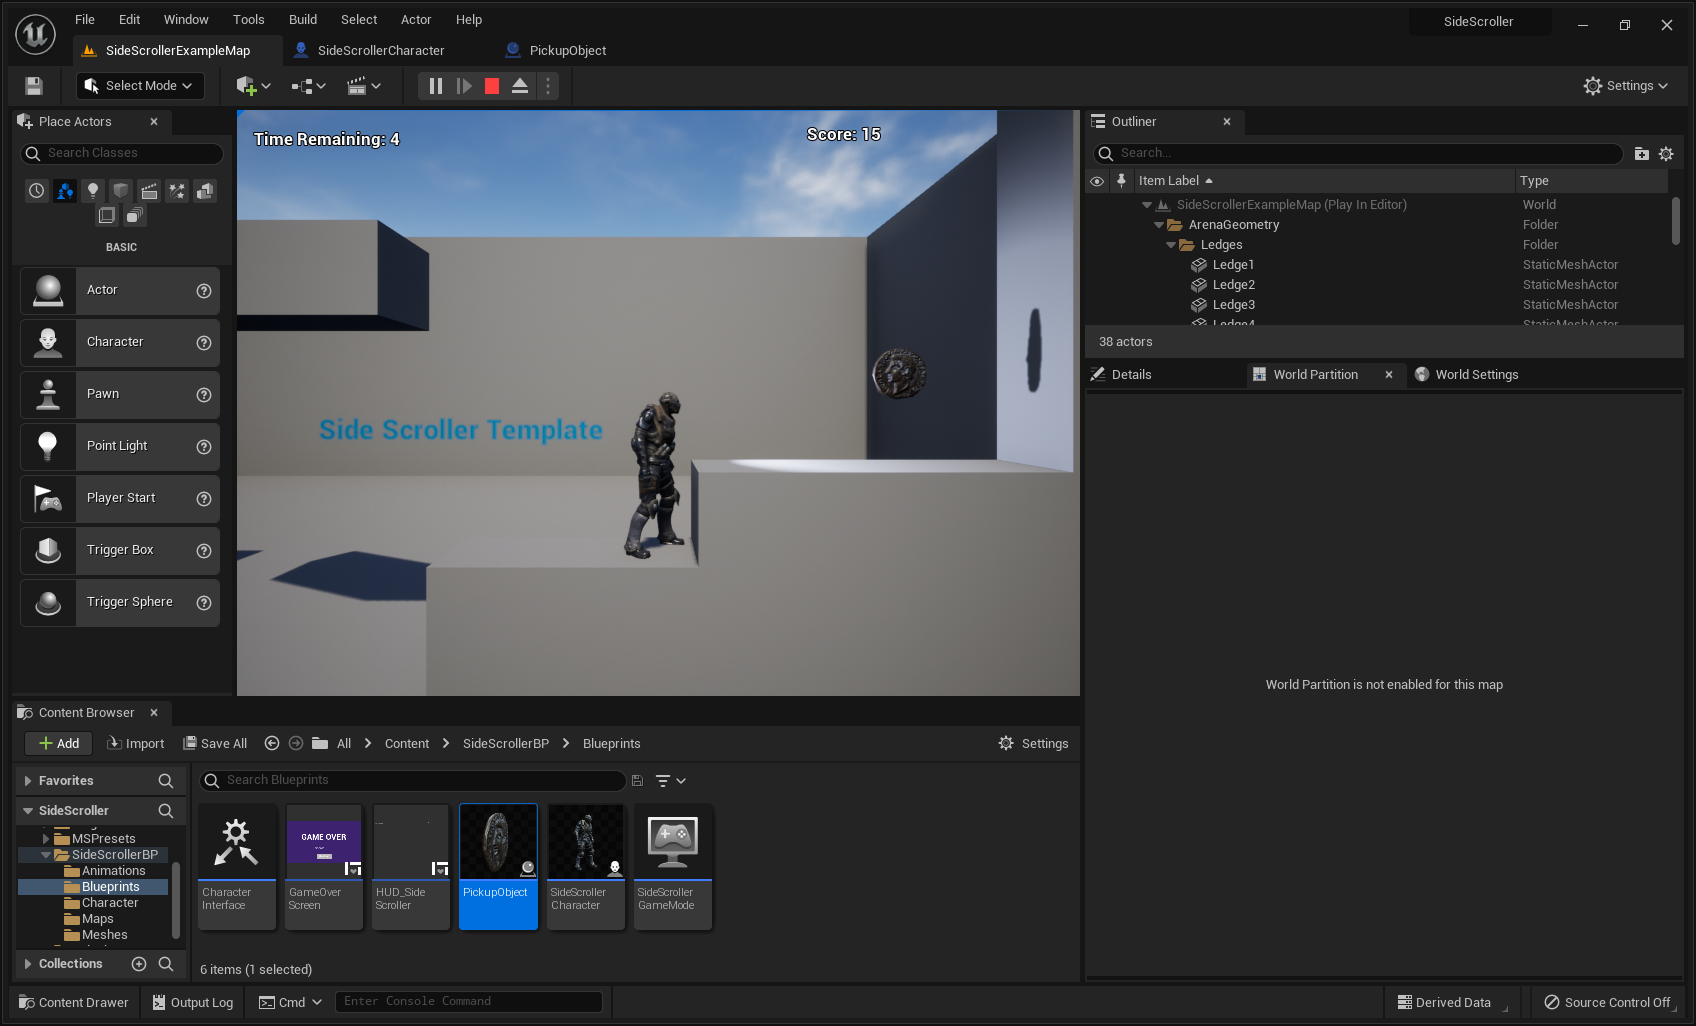 File Edit Window Tools Build Select Actor Help
SideScroller
SideScrollerExampleMap
SideScrollerCharacter
PickupObject
Select Mode
Settings
Place Actors
Search Classes
BASIC
Actor
Character
Pawn
Point Light
Player Start
Trigger Box
Trigger Sphere
Time Remaining: 4
Score: 15
Side Scroller Template
Outliner
Search...
Item Label
Type
SideScrollerExampleMap (Play In Editor) World
ArenaGeometry Folder
Ledges Folder
Ledge1 StaticMeshActor
Ledge2 StaticMeshActor
Ledge3 StaticMeshActor
Ledge4 StaticMeshActor
38 actors
Details
World Partition
World Settings
World Partition is not enabled for this map
Content Browser
Add
Import
Save All
All
Content
SideScrollerBP
Blueprints
Settings
Favorites
SideScroller
MSPresets
SideScrollerBP
Animations
Blueprints
Character
Maps
Meshes
Collections
Search Blueprints
GAME OVER
Character
Interface
GameOver
Screen
HUD_Side
Scroller
PickupObject
SideScroller
Character
SideScroller
GameMode
6 items (1 selected)
Content Drawer
Output Log
Cmd
Enter Console Command
Derived Data
Source Control Off